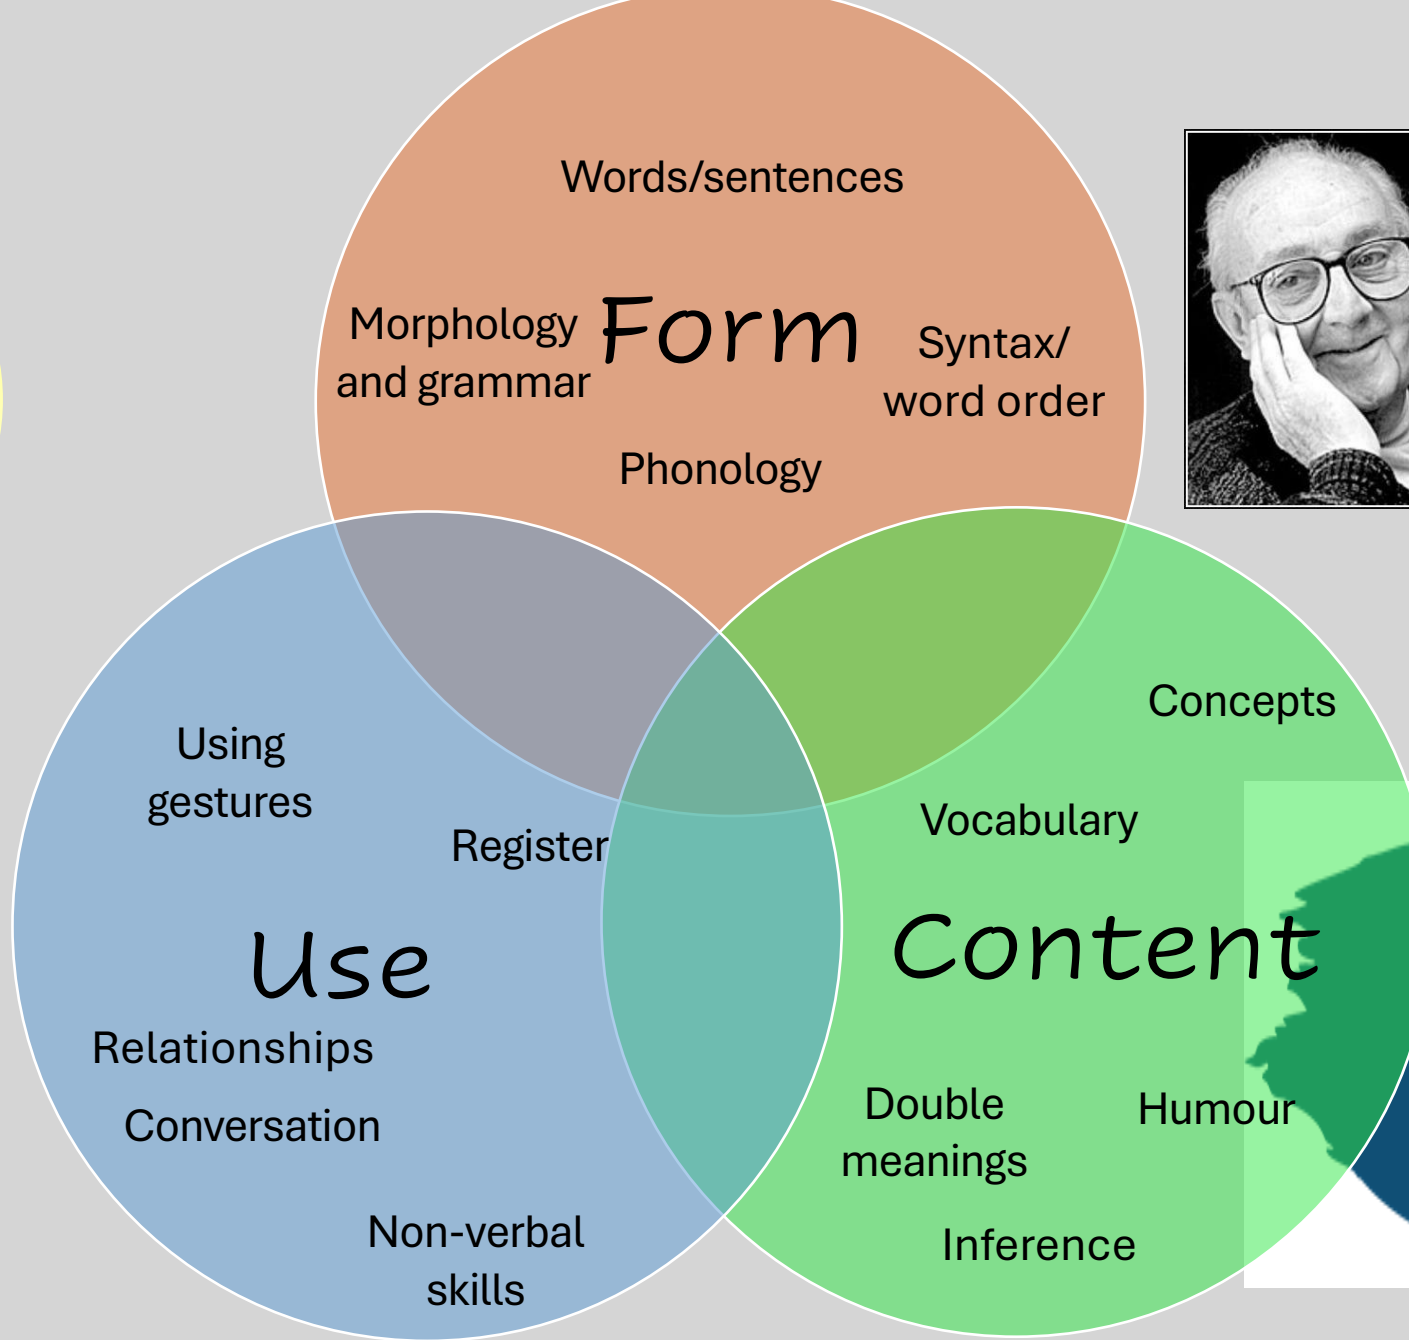 Words/sentences
Morphology
and grammar
Form
Syntax/
word order
Phonology
Using
gestures
Register
Use
Relationships
Conversation
Non-verbal
skills
Concepts
Vocabulary
Content
Double
meanings
Humour
Inference